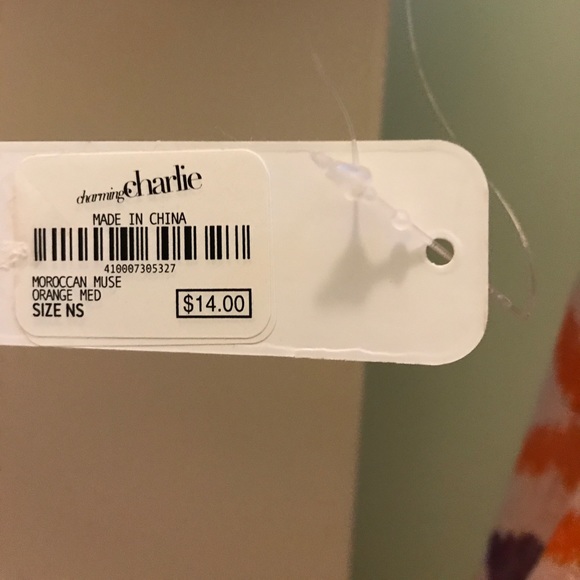 charming charlie
MADE IN CHINA
410007305327
MOROCCAN MUSE
ORANGE MED
SIZE NS
$14.00